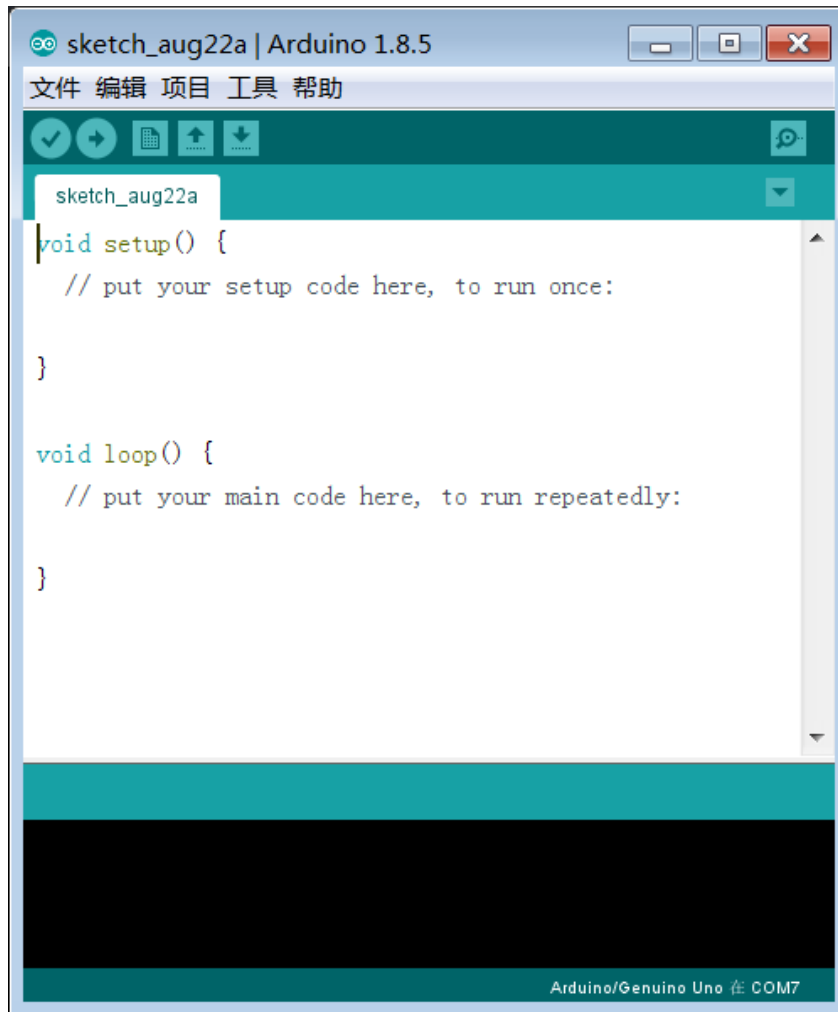 sketch_aug22a | Arduino 1.8.5
文件 编辑 项目 工具 帮助
sketch_aug22a
void setup() {
  // put your setup code here, to run once:
}
void loop() {
  // put your main code here, to run repeatedly:
}
Arduino/Genuino Uno 在 COM7